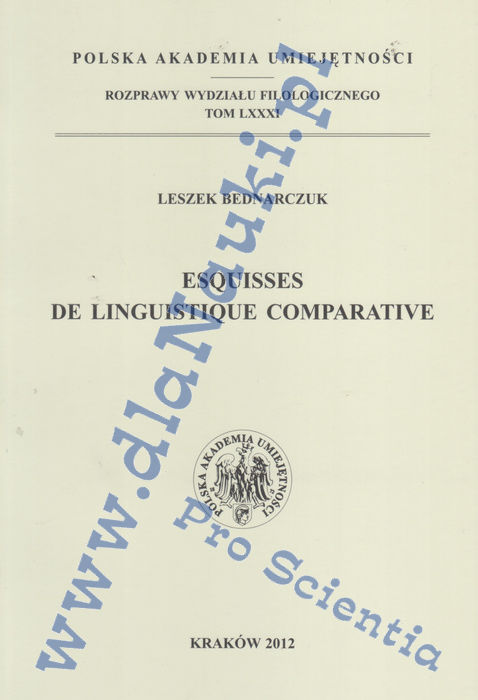 POLSKA AKADEMIA UMIEJĘTNOŚCI
ROZPRAWY WYDZIAŁU FILOLOGICZNEGO
TOM LXXXI
LESZEK BEDNARCZUK
ESQUISSES
DE LINGUISTIQUE COMPARATIVE
POLSKA AKADEMIA UMIEJĘTNOŚCI
KRAKÓW 2012
www.dlaNauki.pl
Pro Scientia